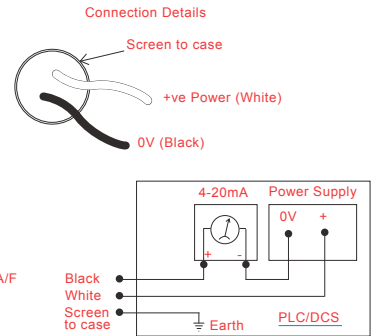 Connection Details
Screen to case
+ve Power (White)
0V (Black)
4-20mA
Power Supply
0V
+
+
-
A/F
Black
White
Screen
to case
Earth
PLC/DCS